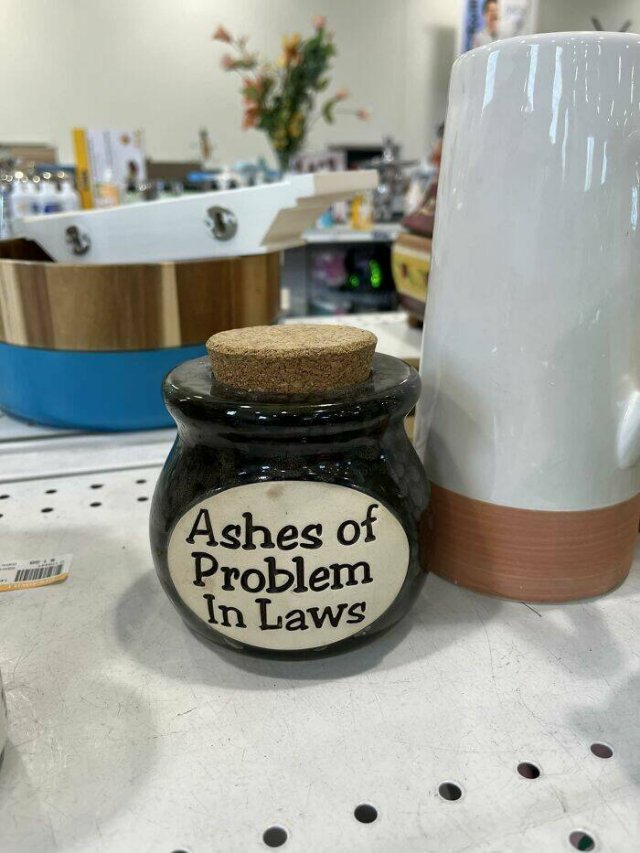 Ashes of
Problem
In Laws